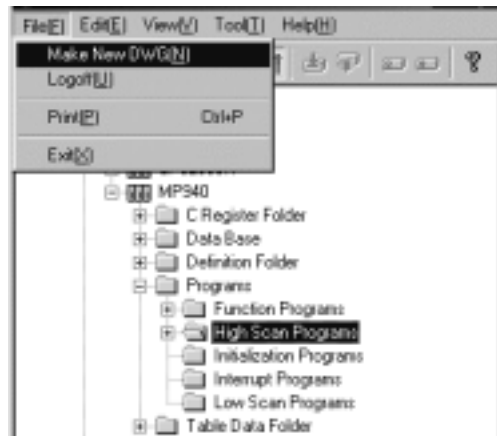 File(F) Edit(E) View(V) Tool(T) Help(H)
Make New DWG(N)
Logoff(U)
Print(P) Ctrl+P
Exit(X)
MP940
C Register Folder
Data Base
Definition Folder
Programs
Function Programs
High Scan Programs
Initialization Programs
Interrupt Programs
Low Scan Programs
Table Data Folder